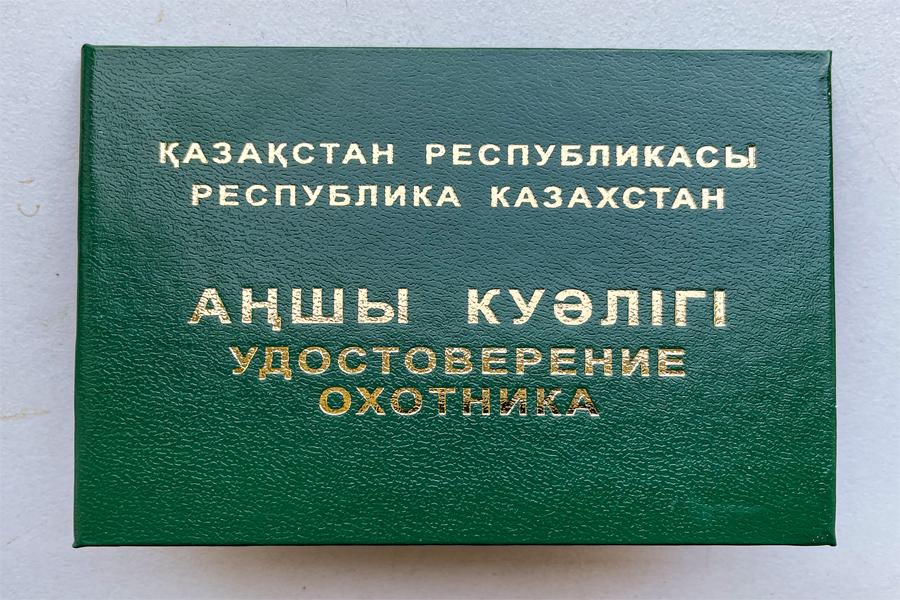 ҚАЗАҚСТАН РЕСПУБЛИКАСЫ
РЕСПУБЛИКА КАЗАХСТАН
АҢШЫ КУӘЛІГІ
УДОСТОВЕРЕНИЕ
ОХОТНИКА